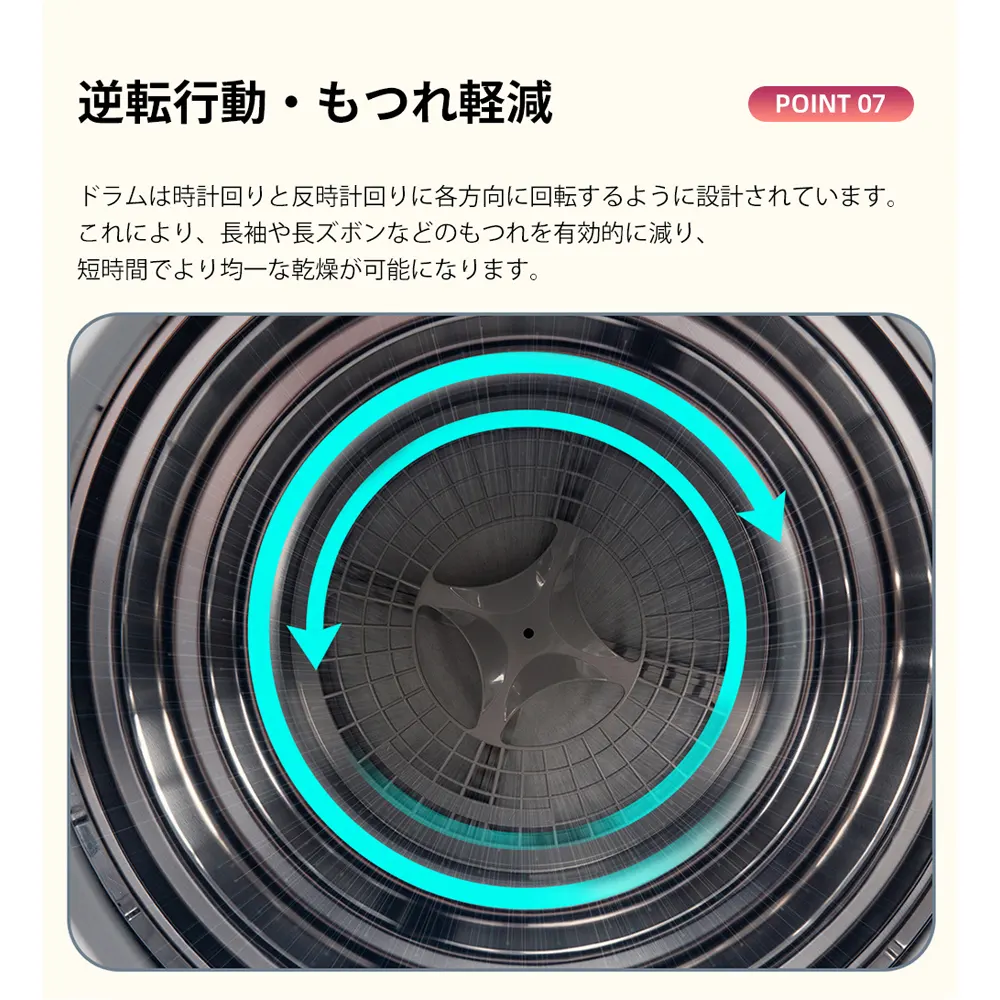 逆転行動・もつれ軽減
POINT 07
ドラムは時計回りと反時計回りに各方向に回転するように設計されています。
これにより、長袖や長ズボンなどのもつれを有効的に減り、
短時間でより均一な乾燥が可能になります。